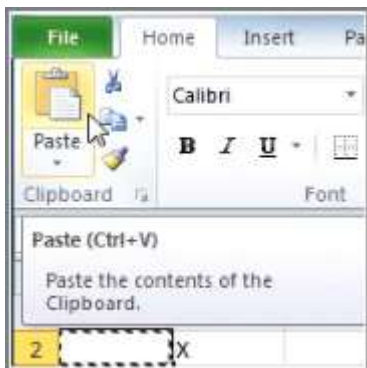 File Home Insert Pa
Calibri
Paste
B I U
Clipboard Font
Paste (Ctrl+V)
Paste the contents of the
Clipboard.
2 X